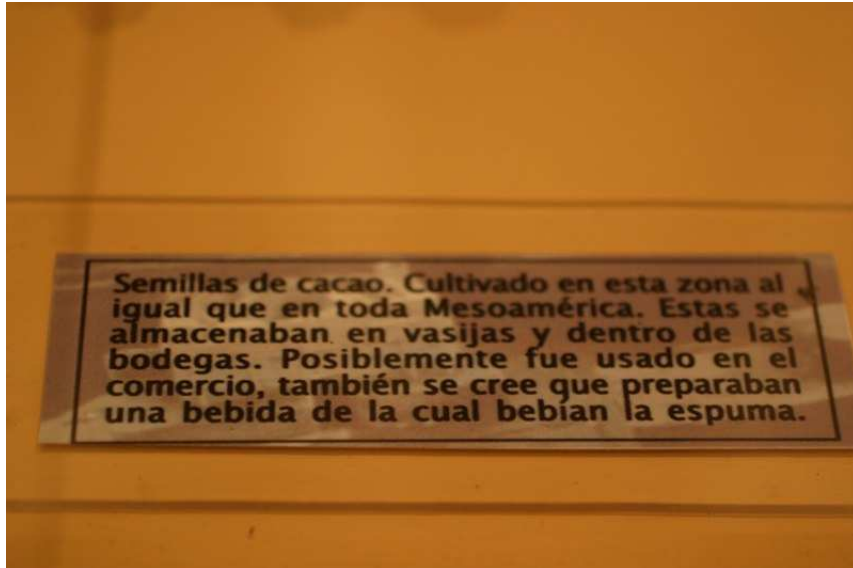 Semillas de cacao. Cultivado en esta zona al
igual que en toda Mesoamérica. Estas se
almacenaban en vasijas y dentro de las
bodegas. Posiblemente fue usado en el
comercio, también se cree que preparaban
una bebida de la cual bebían la espuma.